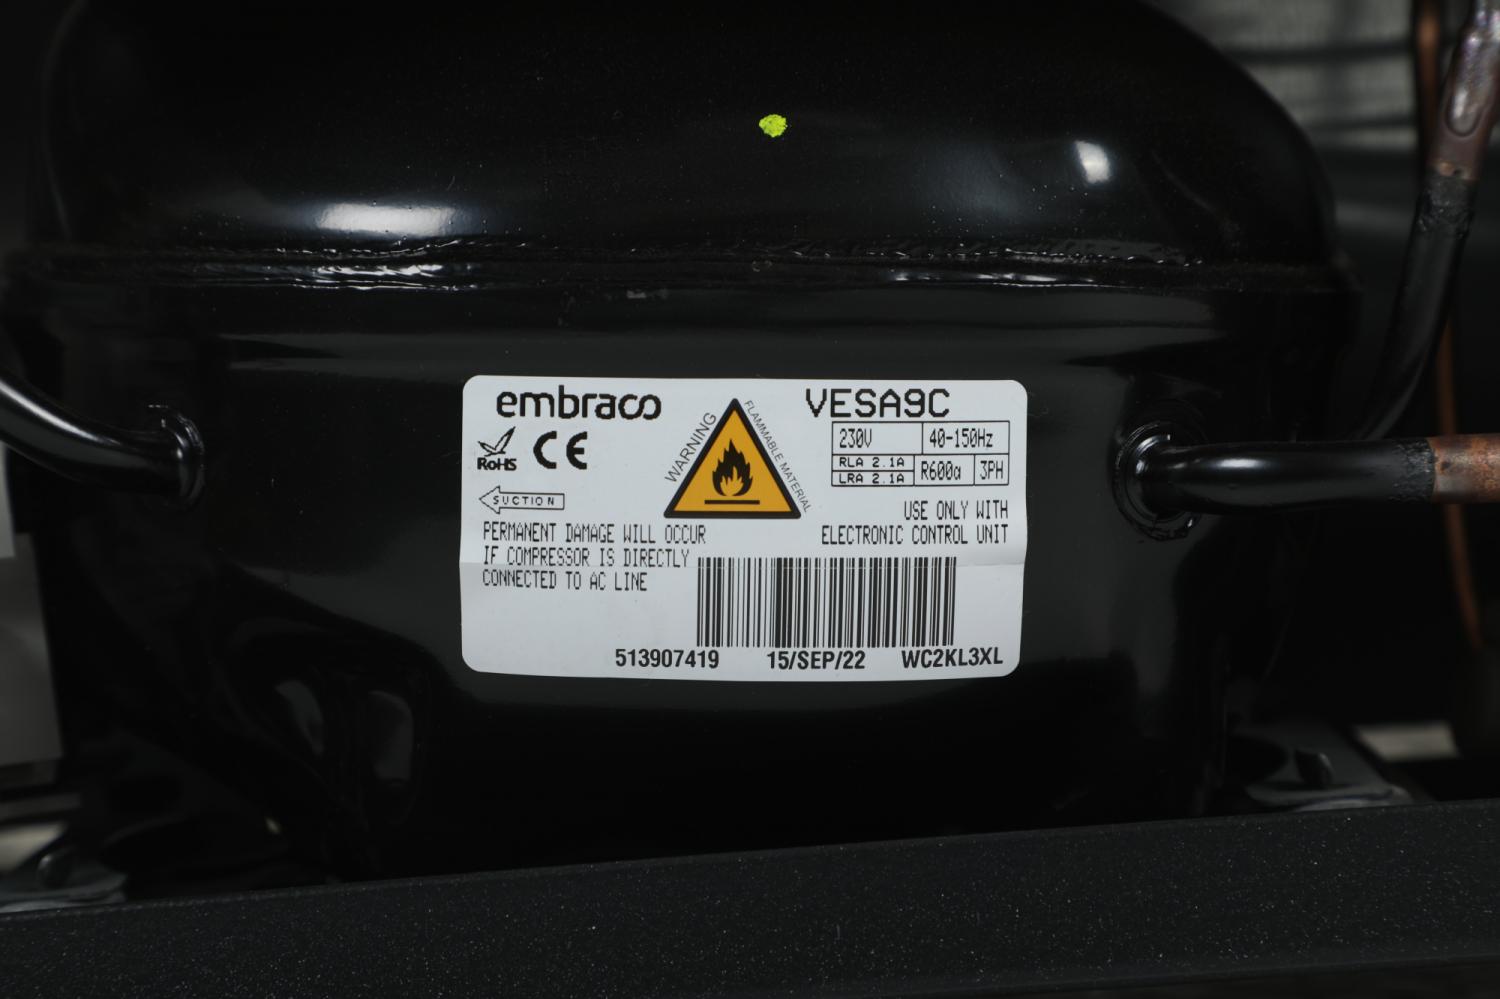 embraco
VESA9C
RoHS CE
WARNING
FLAMMABLE MATERIAL
230V 40-150Hz
RLA 2.1A R600a 3PH
LRA 2.1A
SUCTION
USE ONLY WITH
ELECTRONIC CONTROL UNIT
PERMANENT DAMAGE WILL OCCUR
IF COMPRESSOR IS DIRECTLY
CONNECTED TO AC LINE
513907419 15/SEP/22 WC2KL3XL